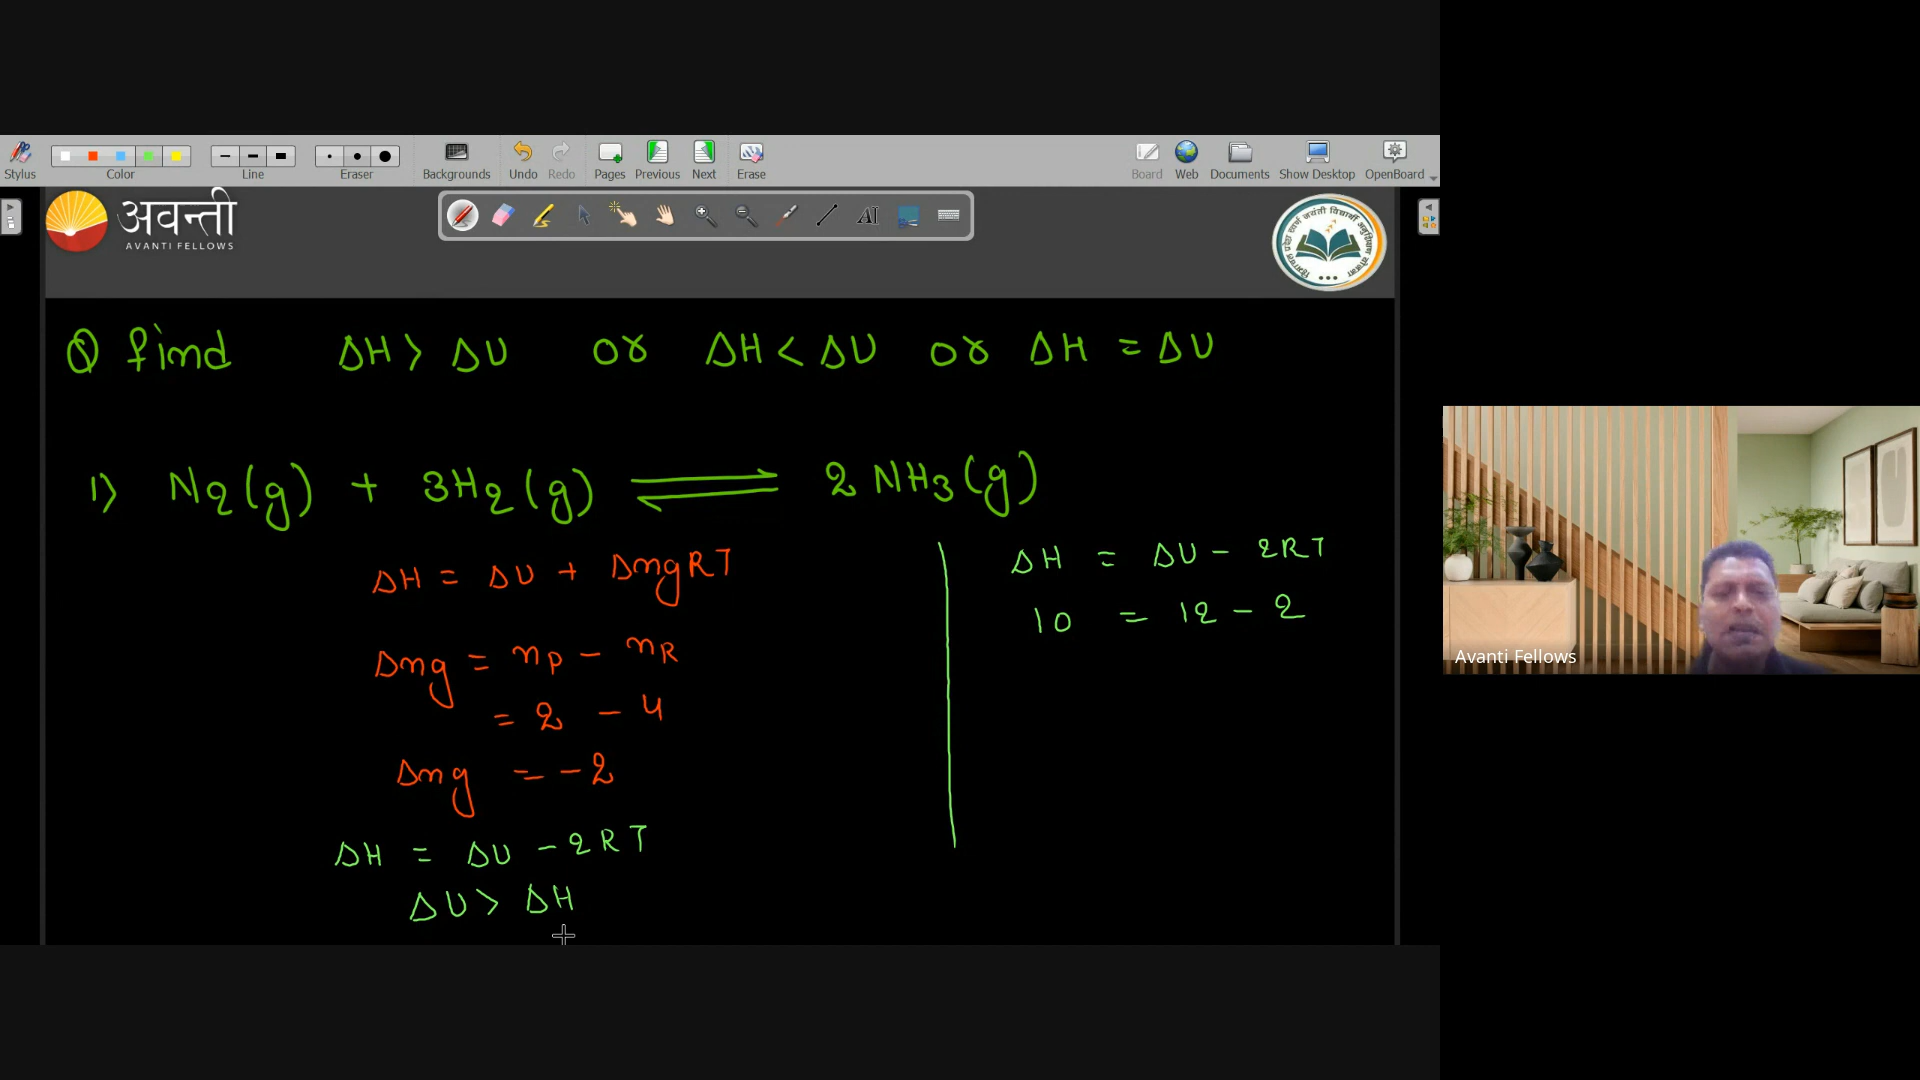 Stylus
Color
Line
Eraser
Backgrounds
Undo
Redo
Pages
Previous
Next
Erase
Board
Web
Documents
Show Desktop
OpenBoard
अवन्ती
AVANTI FELLOWS
Q find ΔH > ΔU or ΔH < ΔU or ΔH = ΔU
1) N2(g) + 3H2(g) ⇌ 2NH3(g)
ΔH = ΔU + ΔngRT
Δng = nP - nR
= 2 - 4
Δng = -2
ΔH = ΔU - 2RT
ΔU > ΔH
ΔH = ΔU - 2RT
10 = 12 - 2
Avanti Fellows